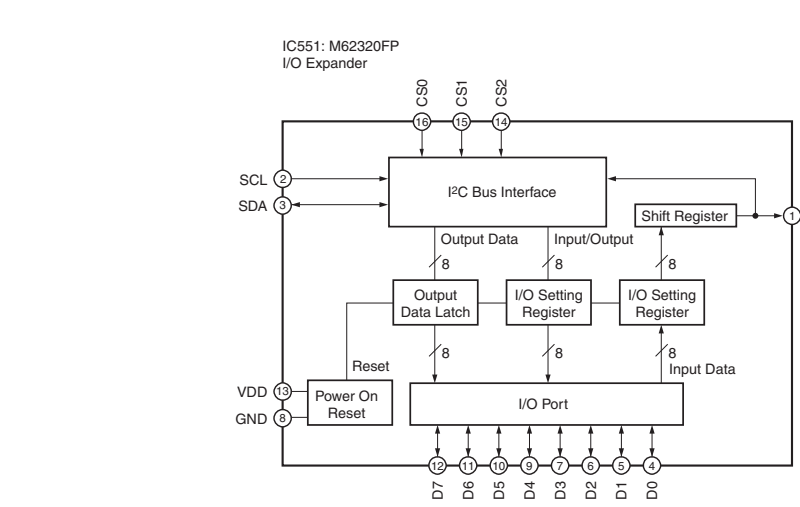 IC551: M62320FP
I/O Expander
CS0
CS1
CS2
16
15
14
SCL
2
SDA
3
I²C Bus Interface
Shift Register
1
Output Data
Input/Output
8
8
8
Output
Data Latch
I/O Setting
Register
I/O Setting
Register
8
8
8
Reset
Input Data
VDD
13
GND
8
Power On
Reset
I/O Port
12
11
10
9
7
6
5
4
D7
D6
D5
D4
D3
D2
D1
D0